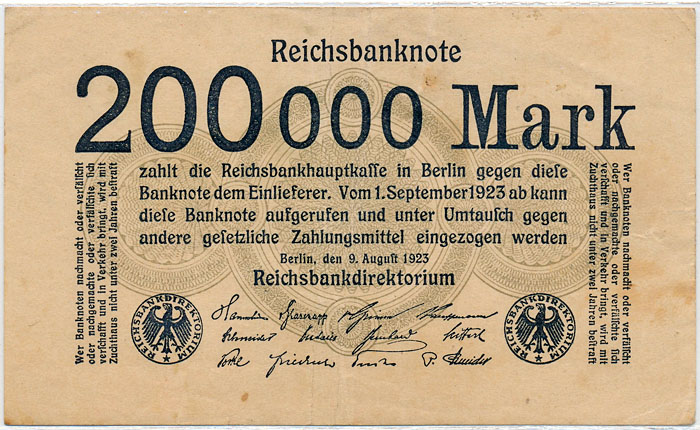 Reichsbanknote
200000 Mark
Wer Banknoten nachmacht oder verfälſcht
oder nachgemachte oder verfälſchte ſich
verſchafft und in Verkehr bringt, wird mit
Zuchthaus nicht unter zwei Jahren beſtraft
zahlt die Reichsbankhauptkaſſe in Berlin gegen dieſe
Banknote dem Einlieferer. Vom 1. September 1923 ab kann
dieſe Banknote aufgerufen und unter Umtauſch gegen
andere geſetzliche Zahlungsmittel eingezogen werden
Berlin, den 9. Auguſt 1923
Reichsbankdirektorium
Wer Banknoten nachmacht oder verfälſcht
oder nachgemachte oder verfälſchte ſich
verſchafft und in Verkehr bringt, wird mit
Zuchthaus nicht unter zwei Jahren beſtraft
REICHSBANKDIREKTORIUM
Schneider
Friedrich
P. Schneider
REICHSBANKDIREKTORIUM